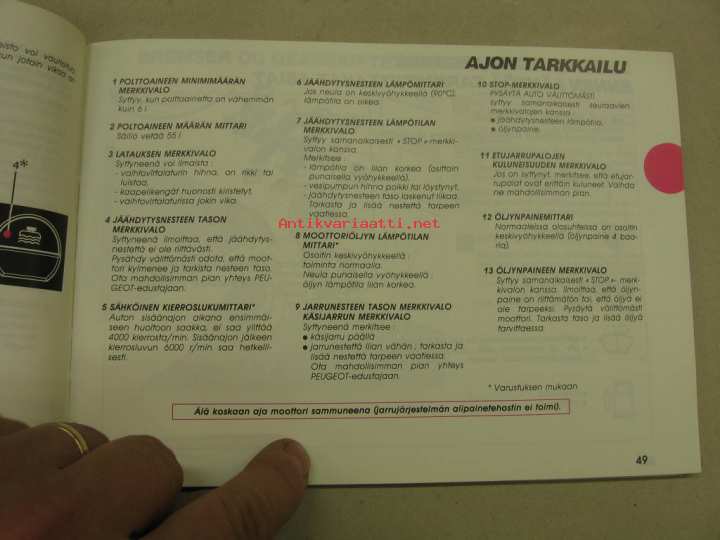 AJON TARKKAILU
4*
1 POLTTOAINEEN MINIMIMÄÄRÄN
MERKKIVALO
Syttyy, kun polttoainetta on vähemmän
kuin 6 l
2 POLTTOAINEEN MÄÄRÄN MITTARI
Säiliö vetää 55 l
3 LATAUKSEN MERKKIVALO
Syttyneenä voi ilmaista :
- vaihtovirtalaturin hihna, on rikki tai
luistaa,
- kaapelikengät huonosti kiristetyt,
- vaihtovirtalaturissa jokin vika.
4 JÄÄHDYTYSNESTEEN TASON
MERKKIVALO
Syttyneenä ilmoittaa, että jäähdytys-
nestettä ei ole riittävästi.
Pysähdy välittömästi odota, että moot-
tori kylmenee ja tarkista nesteen taso.
Ota mahdollisimman pian yhteys PEU-
GEOT-edustajaan.
5 SÄHKÖINEN KIERROSLUKUMITTARI*
Auton sisäänajon aikana ensimmäi-
seen huoltoon saakka, ei saa ylittää
4000 kierrosta/min. Sisäänajon jälkeen
kierrosluvun 6000 r/min saa hetkelli-
sesti.
6 JÄÄHDYTYSNESTEEN LÄMPÖMITTARI
Jos neula on keskivyöhykkeellä (90°C),
lämpötila on oikea.
7 JÄÄHDYTYSNESTEEN LÄMPÖTILAN
MERKKIVALO
Syttyy samanaikaisesti « STOP »-merkki-
valon kanssa.
Merkitsee :
- lämpötila on liian korkea (osittain
punaisella vyöhykkeellä),
- vesipumpun hihna poikki tai löystynyt,
- jäähdytysnesteen taso laskenut liikaa.
Tarkasta ja lisää nestettä tarpeen
vaatiessa.
8 MOOTTORIÖLJYN LÄMPÖTILAN
MITTARI*
Osoitin keskivyöhykkeellä :
toiminta normaalia.
Neula punaisella vyöhykkeellä :
öljyn lämpötila liian korkea.
9 JARRUNESTEEN TASON MERKKIVALO
KÄSIJARRUN MERKKIVALO
Syttyneenä merkitsee :
● käsijarru päällä
● jarrunestettä liian vähän ; tarkasta ja
lisää nestettä tarpeen vaatiessa.
Ota mahdollisimman pian yhteys
PEUGEOT-edustajaan.
10 STOP-MERKKIVALO
PYSÄYTÄ AUTO VÄLITTÖMÄSTI
syttyy samanaikaisesti seuraavien
merkkivalojen kanssa :
● jäähdytysnesteen lämpötila,
● öljynpaine.
11 ETUJARRUPALOJEN
KULUNEISUUDEN MERKKIVALO
Jos on syttynyt, merkitsee, että etujar-
rupalat ovat erittäin kuluneet. Vaihda
ne mahdollisimman pian.
12 ÖLJYNPAINEMITTARI
Normaaleissa olosuhteissa on osoitin
keskivyöhykkeellä (öljynpaine 4 baa-
ria).
13 ÖLJYNPAINEEN MERKKIVALO
Syttyy samanaikaisesti « STOP »- merk-
kivalon kanssa. Ilmoittaa, että öljyn-
paine on riittämätön tai, että öljyä ei
ole tarpeeksi. Pysäytä välittömästi
moottori. Tarkasta taso ja lisää öljyä
tarvittaessa.
* Varustuksen mukaan
Älä koskaan aja moottori sammuneena (jarrujärjestelmän alipainetehostin ei toimi).
49
Antikvariaatti.net